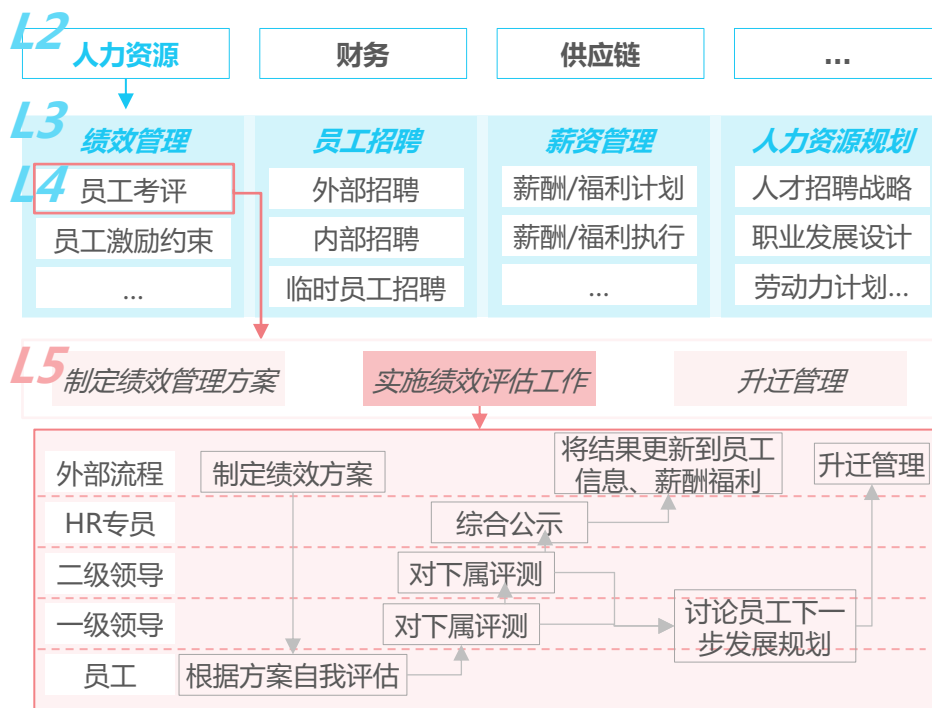 L2
人力资源
财务
供应链
...
L3
绩效管理
员工招聘
薪资管理
人力资源规划
L4
员工考评
外部招聘
薪酬/福利计划
人才招聘战略
员工激励约束
内部招聘
薪酬/福利执行
职业发展设计
...
临时员工招聘
...
劳动力计划...
L5
制定绩效管理方案
实施绩效评估工作
升迁管理
外部流程
制定绩效方案
将结果更新到员工
信息、薪酬福利
升迁管理
HR专员
综合公示
二级领导
对下属评测
一级领导
对下属评测
讨论员工下一
步发展规划
员工
根据方案自我评估